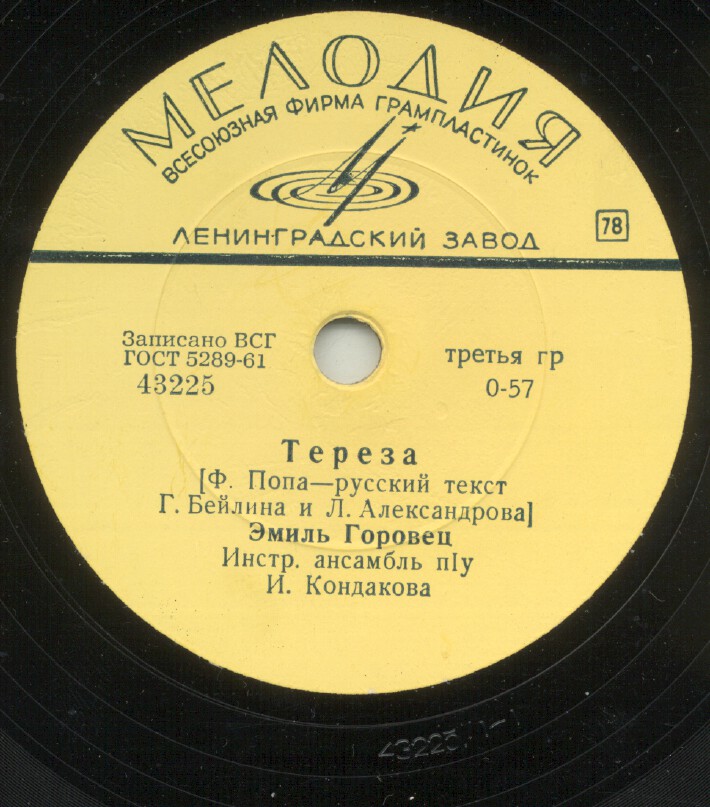 МЕЛОДИЯ
ВСЕСОЮЗНАЯ ФИРМА ГРАМПЛАСТИНОК
ЛЕНИНГРАДСКИЙ ЗАВОД
78
Записано ВСГ
ГОСТ 5289-61
43225
третья гр
0-57
Тереза
[Ф. Попа—русский текст
Г. Бейлина и Л. Александрова]
Эмиль Горовец
Инстр. ансамбль п|у
И. Кондакова
43225